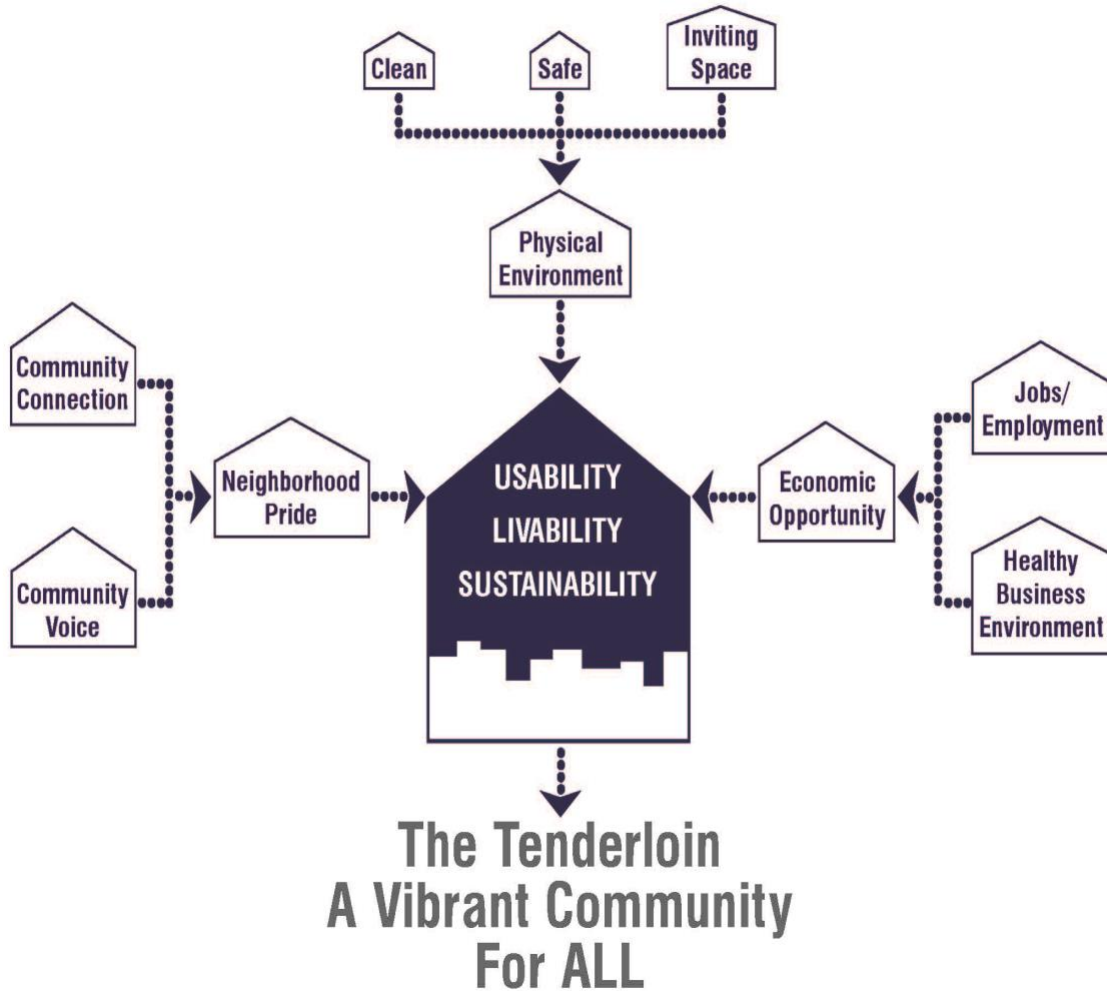 Clean
Safe
Inviting
Space
Physical
Environment
Community
Connection
Community
Voice
Neighborhood
Pride
USABILITY
LIVABILITY
SUSTAINABILITY
Economic
Opportunity
Jobs/
Employment
Healthy
Business
Environment
The Tenderloin
A Vibrant Community
For ALL